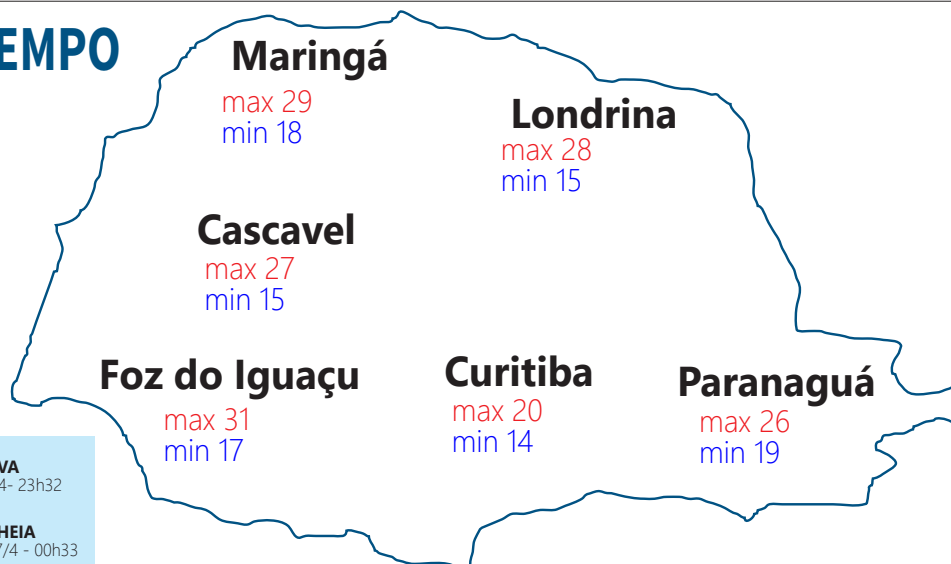 EMPO
Maringá
max 29
min 18
Londrina
max 28
min 15
Cascavel
max 27
min 15
Foz do Iguaçu
max 31
min 17
Curitiba
max 20
min 14
Paranaguá
max 26
min 19
VA
4- 23h32
HEIA
7/4 - 00h33